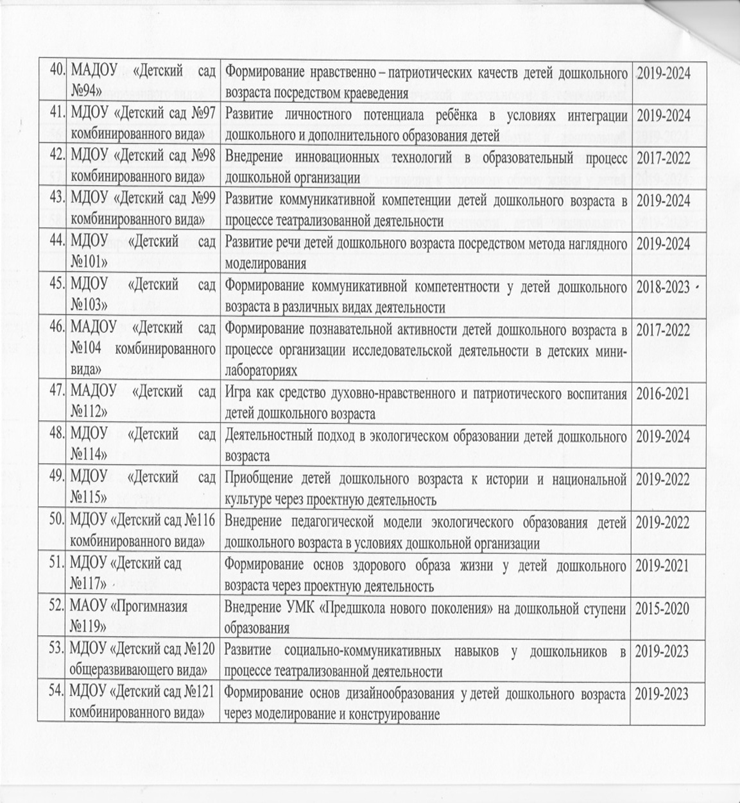 40. МАДОУ «Детский сад Формирование нравственно – патриотических качеств детей дошкольного 2019-2024
№94» возраста посредством краеведения
41. МДОУ «Детский сад №97 Развитие личностного потенциала ребёнка в условиях интеграции 2019-2024
комбинированного вида» дошкольного и дополнительного образования детей
42. МДОУ «Детский сад №98 Внедрение инновационных технологий в образовательный процесс 2017-2022
комбинированного вида» дошкольной организации
43. МДОУ «Детский сад №99 Развитие коммуникативной компетенции детей дошкольного возраста в 2019-2024
комбинированного вида» процессе театрализованной деятельности
44. МДОУ «Детский сад Развитие речи детей дошкольного возраста посредством метода наглядного 2019-2024
№101» моделирования
45. МДОУ «Детский сад Формирование коммуникативной компетентности у детей дошкольного 2018-2023
№103» возраста в различных видах деятельности
46. МАДОУ «Детский сад Формирование познавательной активности детей дошкольного возраста в 2017-2022
№104 комбинированного процессе организации исследовательской деятельности в детских мини-
вида» лабораториях
47. МАДОУ «Детский сад Игра как средство духовно-нравственного и патриотического воспитания 2016-2021
№112» детей дошкольного возраста
48. МДОУ «Детский сад Деятельностный подход в экологическом образовании детей дошкольного 2019-2024
№114» возраста
49. МДОУ «Детский сад Приобщение детей дошкольного возраста к истории и национальной 2019-2022
№115» культуре через проектную деятельность
50. МДОУ «Детский сад №116 Внедрение педагогической модели экологического образования детей 2019-2022
комбинированного вида» дошкольного возраста в условиях дошкольной организации
51. МДОУ «Детский сад Формирование основ здорового образа жизни у детей дошкольного 2019-2021
№117» возраста через проектную деятельность
52. МАОУ «Прогимназия Внедрение УМК «Предшкола нового поколения» на дошкольной ступени 2015-2020
№119» образования
53. МДОУ «Детский сад №120 Развитие социально-коммуникативных навыков у дошкольников в 2019-2023
общеразвивающего вида» процессе театрализованной деятельности
54. МДОУ «Детский сад №121 Формирование основ дизайнообразования у детей дошкольного возраста 2019-2023
комбинированного вида» через моделирование и конструирование